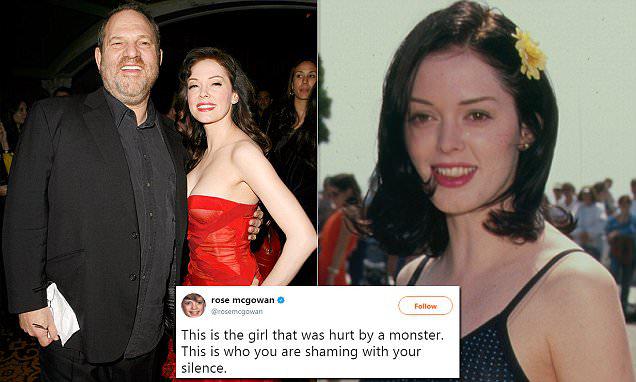 rose mcgowan
@rosemcgowan
Follow
This is the girl that was hurt by a monster.
This is who you are shaming with your
silence.